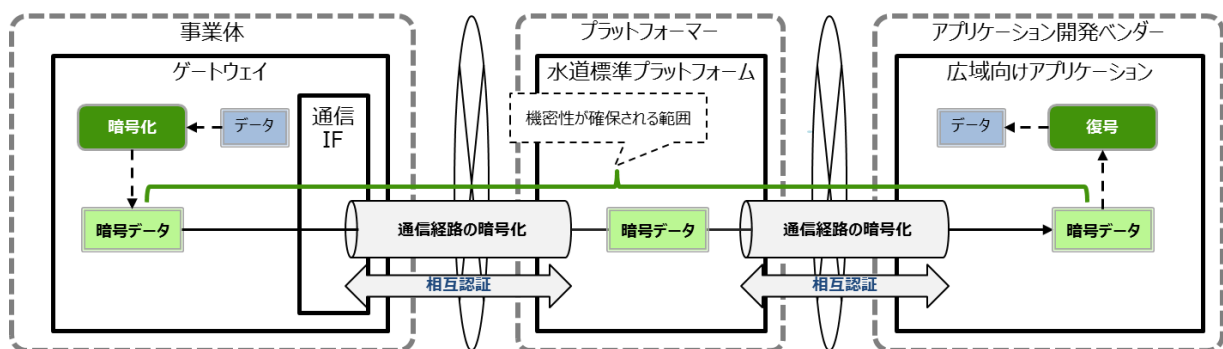 事業体
プラットフォーマー
アプリケーション開発ベンダー
ゲートウェイ
水道標準プラットフォーム
広域向けアプリケーション
暗号化
データ
通信
IF
機密性が確保される範囲
データ
復号
暗号データ
通信経路の暗号化
暗号データ
通信経路の暗号化
暗号データ
相互認証
相互認証